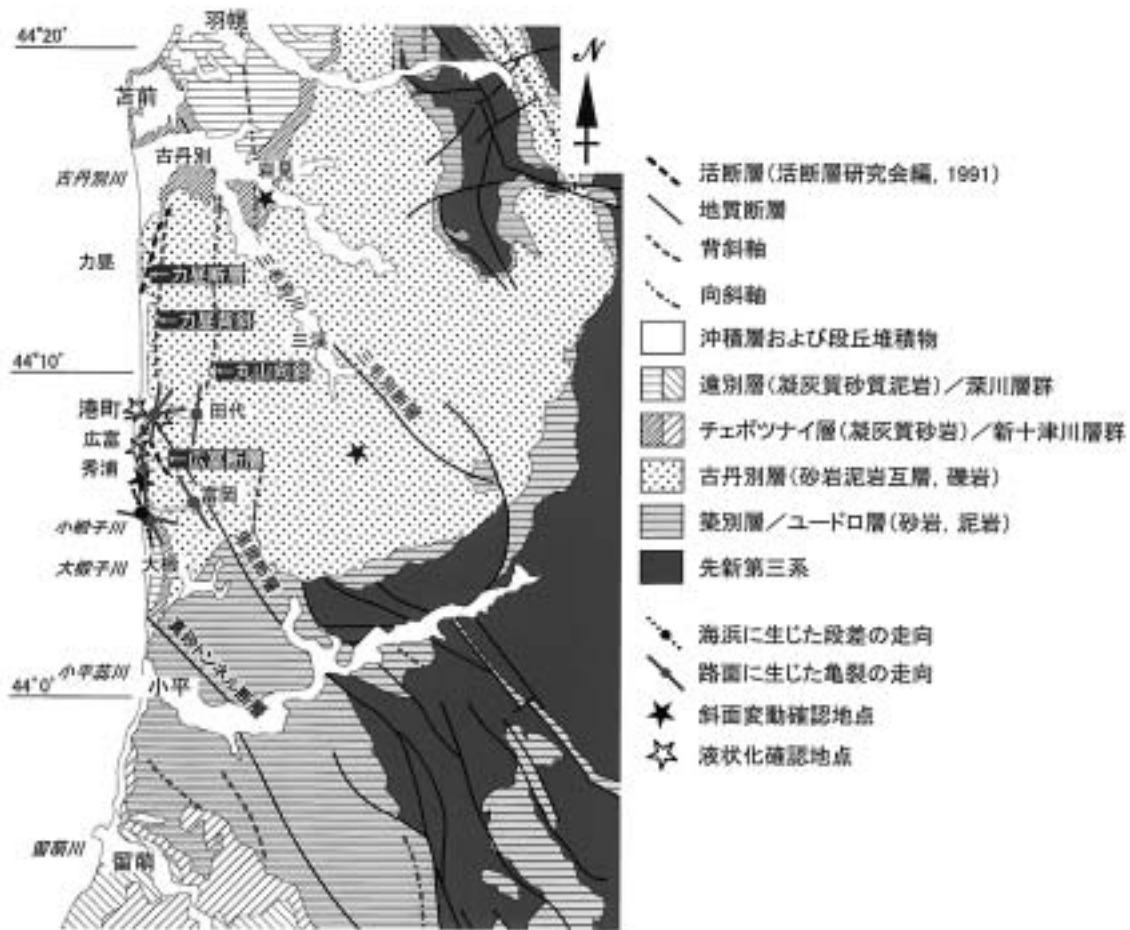 羽幌
44°20'
N
苫前
古丹別
古丹別川
力昼
三毛別川
三渓
44°10'
三毛別断層
港町
田代
広富
秀浦
富岡
小椴子川
大椴
大椴子川
小平蘂川
44°0'
小平
留萌川
留萌
活断層(活断層研究会編, 1991)
地質断層
背斜軸
向斜軸
沖積層および段丘堆積物
遠別層(凝灰質砂質泥岩)/深川層群
チェポツナイ層(凝灰質砂岩)/新十津川層群
古丹別層(砂岩泥岩互層, 礫岩)
築別層/ユードロ層(砂岩, 泥岩)
先新第三系
海浜に生じた段差の走向
路面に生じた亀裂の走向
斜面変動確認地点
液状化確認地点